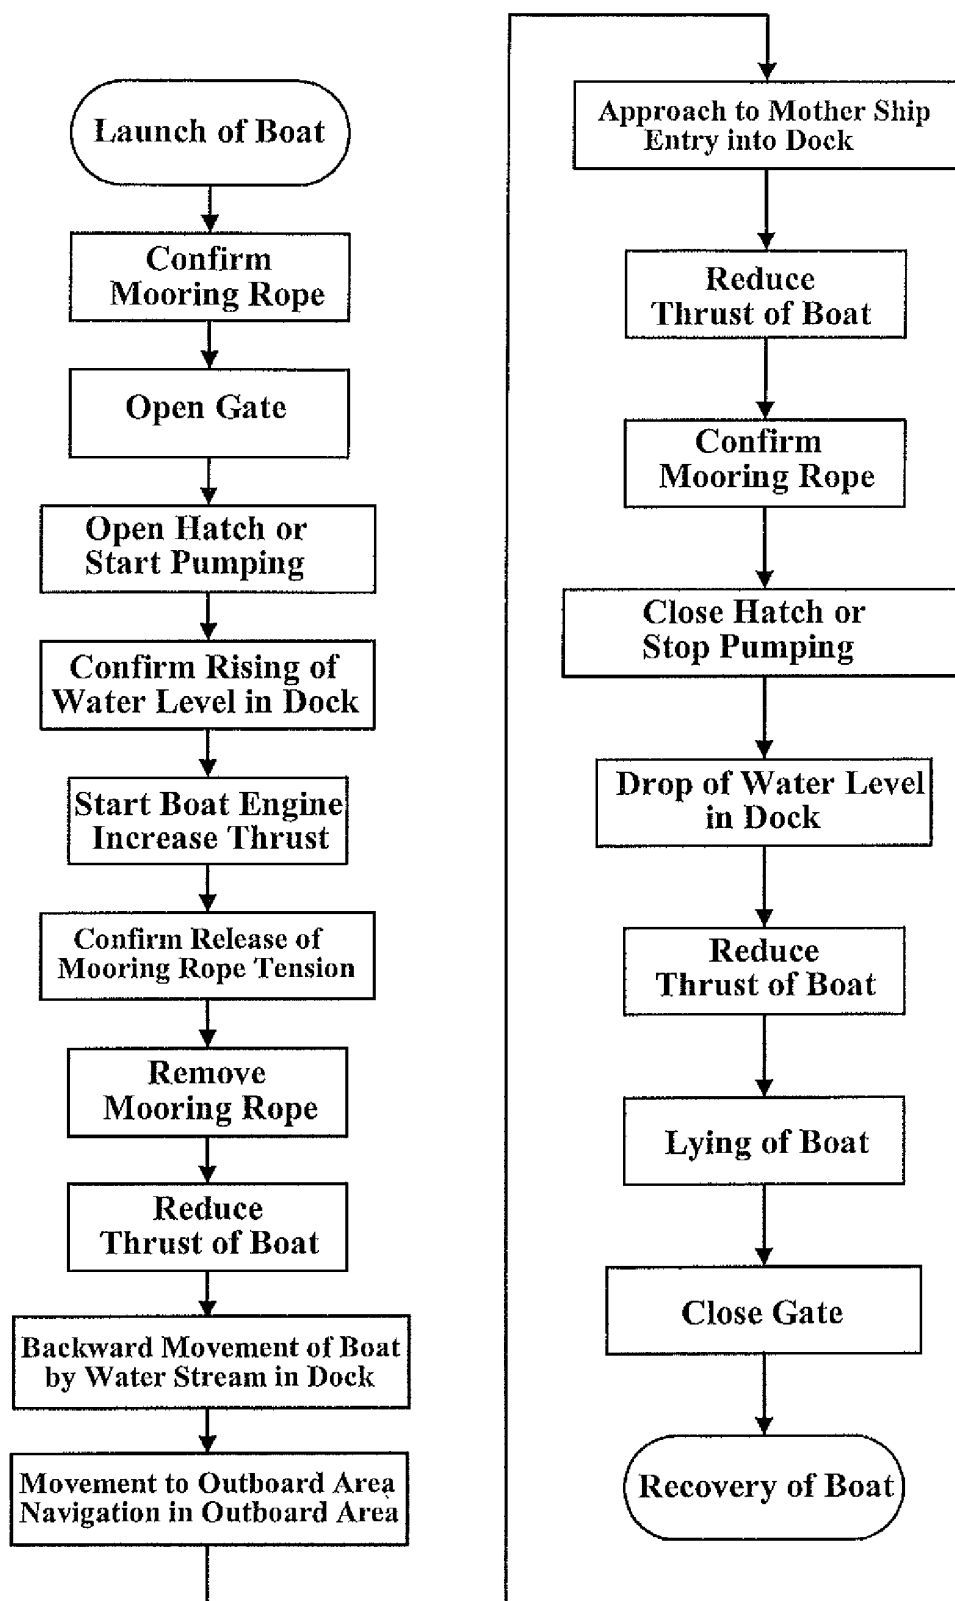 Launch of Boat
Confirm
Mooring Rope
Open Gate
Open Hatch or
Start Pumping
Confirm Rising of
Water Level in Dock
Start Boat Engine
Increase Thrust
Confirm Release of
Mooring Rope Tension
Remove
Mooring Rope
Reduce
Thrust of Boat
Backward Movement of Boat
by Water Stream in Dock
Movement to Outboard Area
Navigation in Outboard Area
Approach to Mother Ship
Entry into Dock
Reduce
Thrust of Boat
Confirm
Mooring Rope
Close Hatch or
Stop Pumping
Drop of Water Level
in Dock
Reduce
Thrust of Boat
Lying of Boat
Close Gate
Recovery of Boat